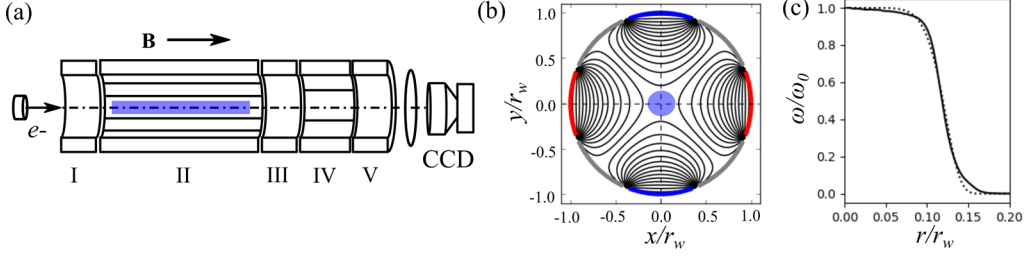 (a)
B
e-
I II III IV V
CCD
(b)
y/r_w
1.0
0.5
0.0
-0.5
-1.0
-1.0 -0.5 0.0 0.5 1.0
x/r_w
(c)
ω/ω₀
1.0
0.8
0.6
0.4
0.2
0.0
0.00 0.05 0.10 0.15 0.20
r/r_w